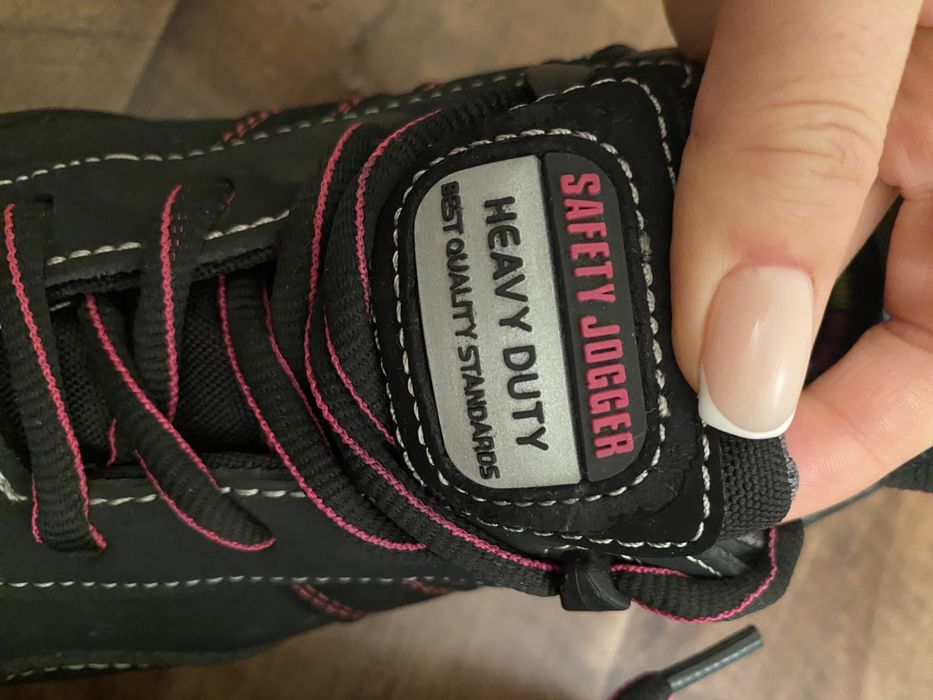 SAFETY JOGGER
HEAVY DUTY
BEST QUALITY STANDARDS